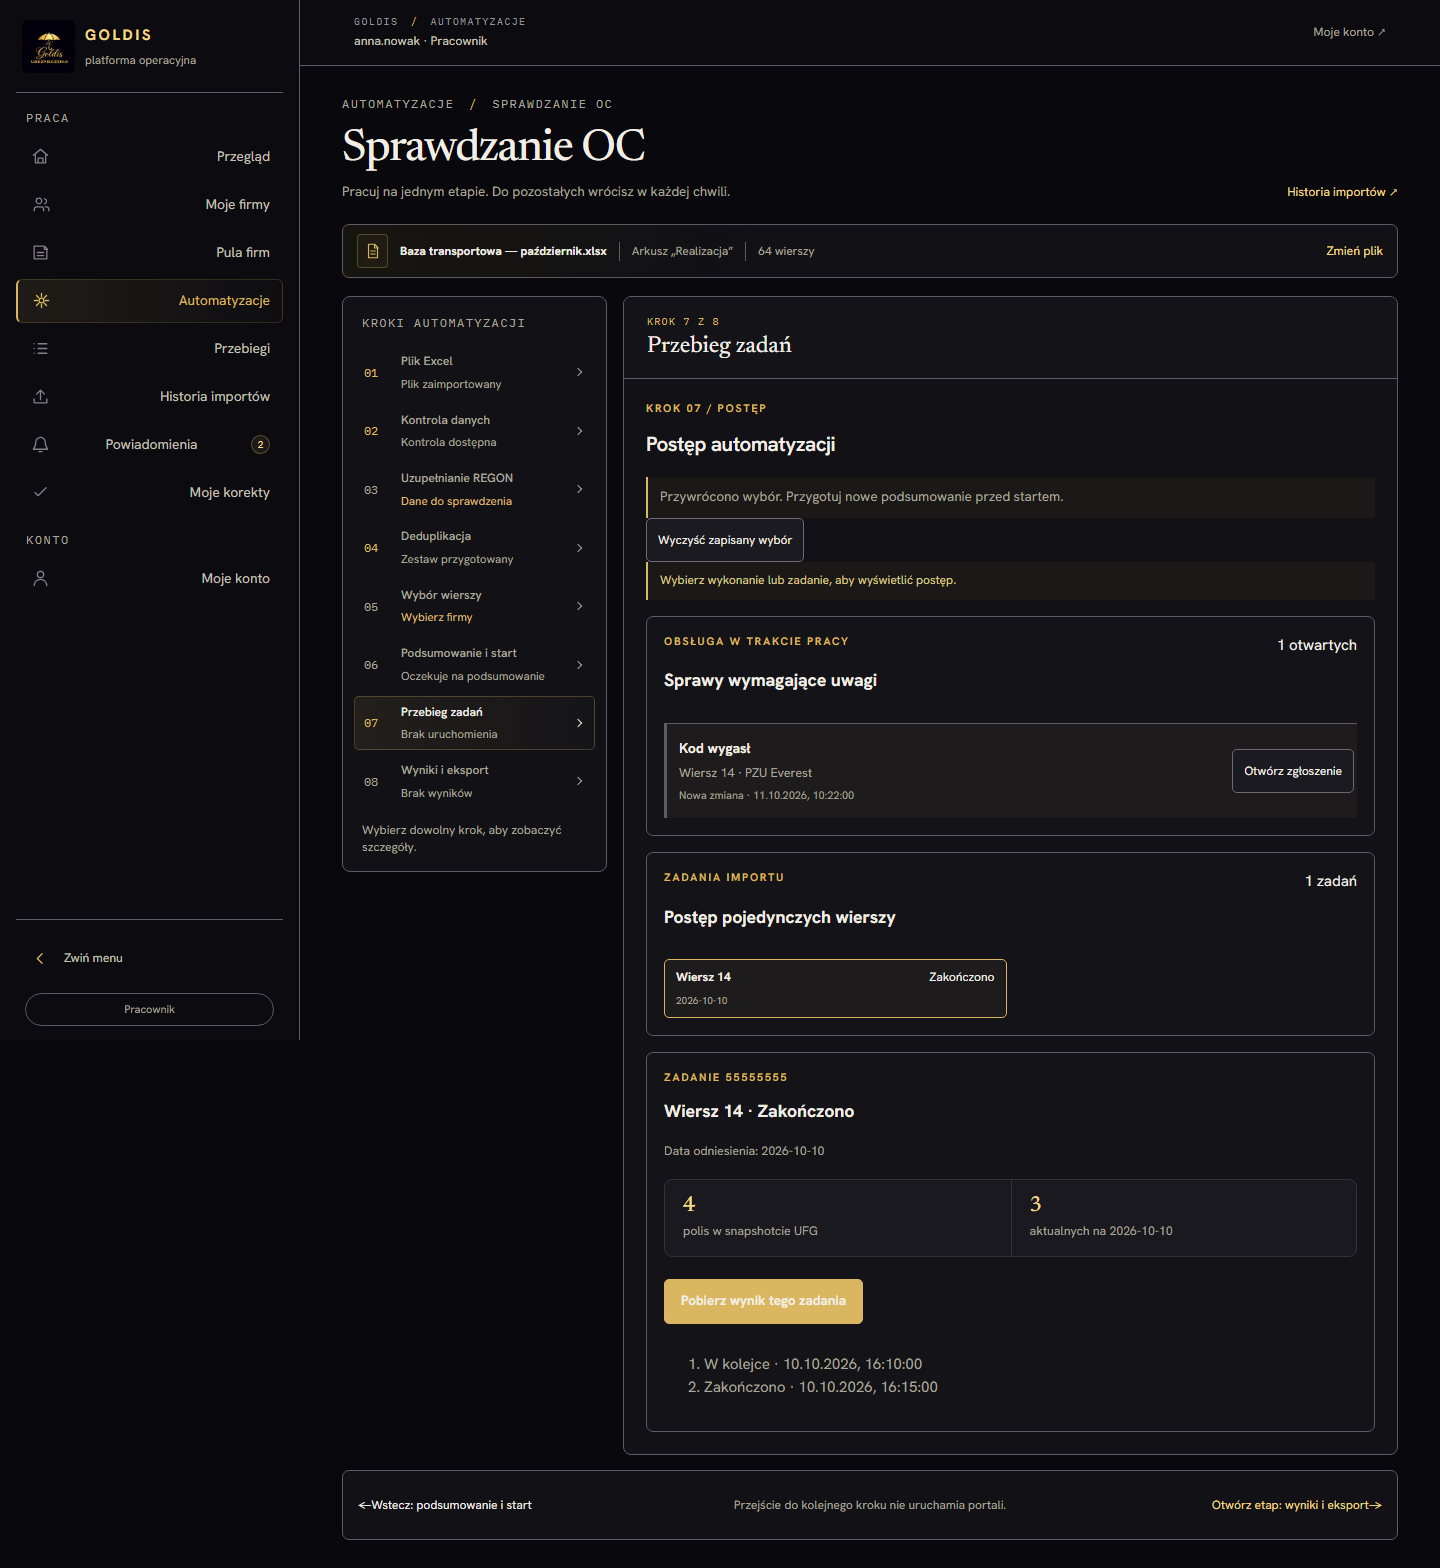 Goldis
UBEZPIECZENIA
GOLDIS
platforma operacyjna
PRACA
Przegląd
Moje firmy
Pula firm
Automatyzacje
Przebiegi
Historia importów
Powiadomienia 2
Moje korekty
KONTO
Moje konto
Zwiń menu
Pracownik
GOLDIS / AUTOMATYZACJE
anna.nowak · Pracownik
Moje konto ↗
AUTOMATYZACJE / SPRAWDZANIE OC
Sprawdzanie OC
Pracuj na jednym etapie. Do pozostałych wrócisz w każdej chwili.
Historia importów ↗
Baza transportowa — październik.xlsx
Arkusz „Realizacja”
64 wierszy
Zmień plik
KROKI AUTOMATYZACJI
01 Plik Excel
Plik zaimportowany
02 Kontrola danych
Kontrola dostępna
03 Uzupełnianie REGON
Dane do sprawdzenia
04 Deduplikacja
Zestaw przygotowany
05 Wybór wierszy
Wybierz firmy
06 Podsumowanie i start
Oczekuje na podsumowanie
07 Przebieg zadań
Brak uruchomienia
08 Wyniki i eksport
Brak wyników
Wybierz dowolny krok, aby zobaczyć
szczegóły.
KROK 7 Z 8
Przebieg zadań
KROK 07 / POSTĘP
Postęp automatyzacji
Przywrócono wybór. Przygotuj nowe podsumowanie przed startem.
Wyczyść zapisany wybór
Wybierz wykonanie lub zadanie, aby wyświetlić postęp.
OBSŁUGA W TRAKCIE PRACY
1 otwartych
Sprawy wymagające uwagi
Kod wygasł
Wiersz 14 · PZU Everest
Nowa zmiana · 11.10.2026, 10:22:00
Otwórz zgłoszenie
ZADANIA IMPORTU
1 zadań
Postęp pojedynczych wierszy
Wiersz 14 Zakończono
2026-10-10
ZADANIE 55555555
Wiersz 14 · Zakończono
Data odniesienia: 2026-10-10
4
polis w snapshotcie UFG
3
aktualnych na 2026-10-10
Pobierz wynik tego zadania
1. W kolejce · 10.10.2026, 16:10:00
2. Zakończono · 10.10.2026, 16:15:00
←Wstecz: podsumowanie i start
Przejście do kolejnego kroku nie uruchamia portali.
Otwórz etap: wyniki i eksport→